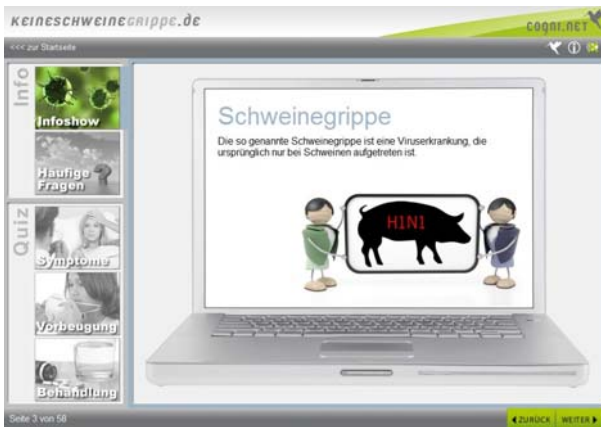 KEINESCHWEINEGRIPPE.de
cogni.net
<<< zur Startseite
Info
Infoshow
Häufige
Fragen
Quiz
Symptome
Vorbeugung
Behandlung
Schweinegrippe
Die so genannte Schweinegrippe ist eine Viruserkrankung, die
ursprünglich nur bei Schweinen aufgetreten ist.
H1N1
Seite 3 von 58
ZURÜCK
WEITER